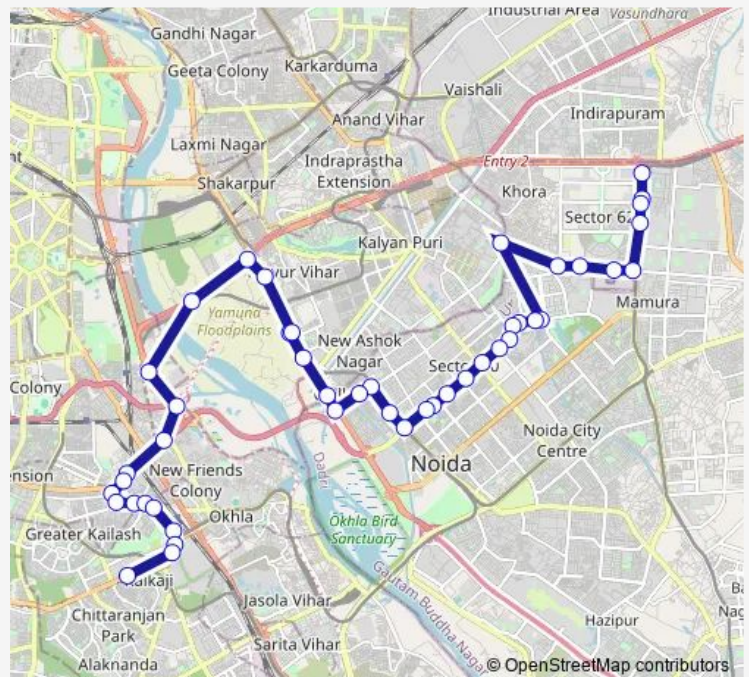 Industrial Area
Vasundhara
Gandhi Nagar
Karkarduma
Geeta Colony
Vaishali
Anand Vihar
Indirapuram
Laxmi Nagar
Indraprastha
Extension
Entry 2
Shakarpur
Khora
Sector 62
Kalyan Puri
yur Vihar
Mamura
Yamuna
Floodplains
New Ashok
Nagar
Colony
Noida City
Centre
Noida
Dadri
New Friends
Colony
Okhla
Okhla Bird
Sanctuary
Greater Kailash
Kalkaji
Jasola Vihar
Gautam Buddha Nagar
Chittaranjan
Park
Hazipur
Sarita Vihar
Alaknanda
© OpenStreetMap contributors